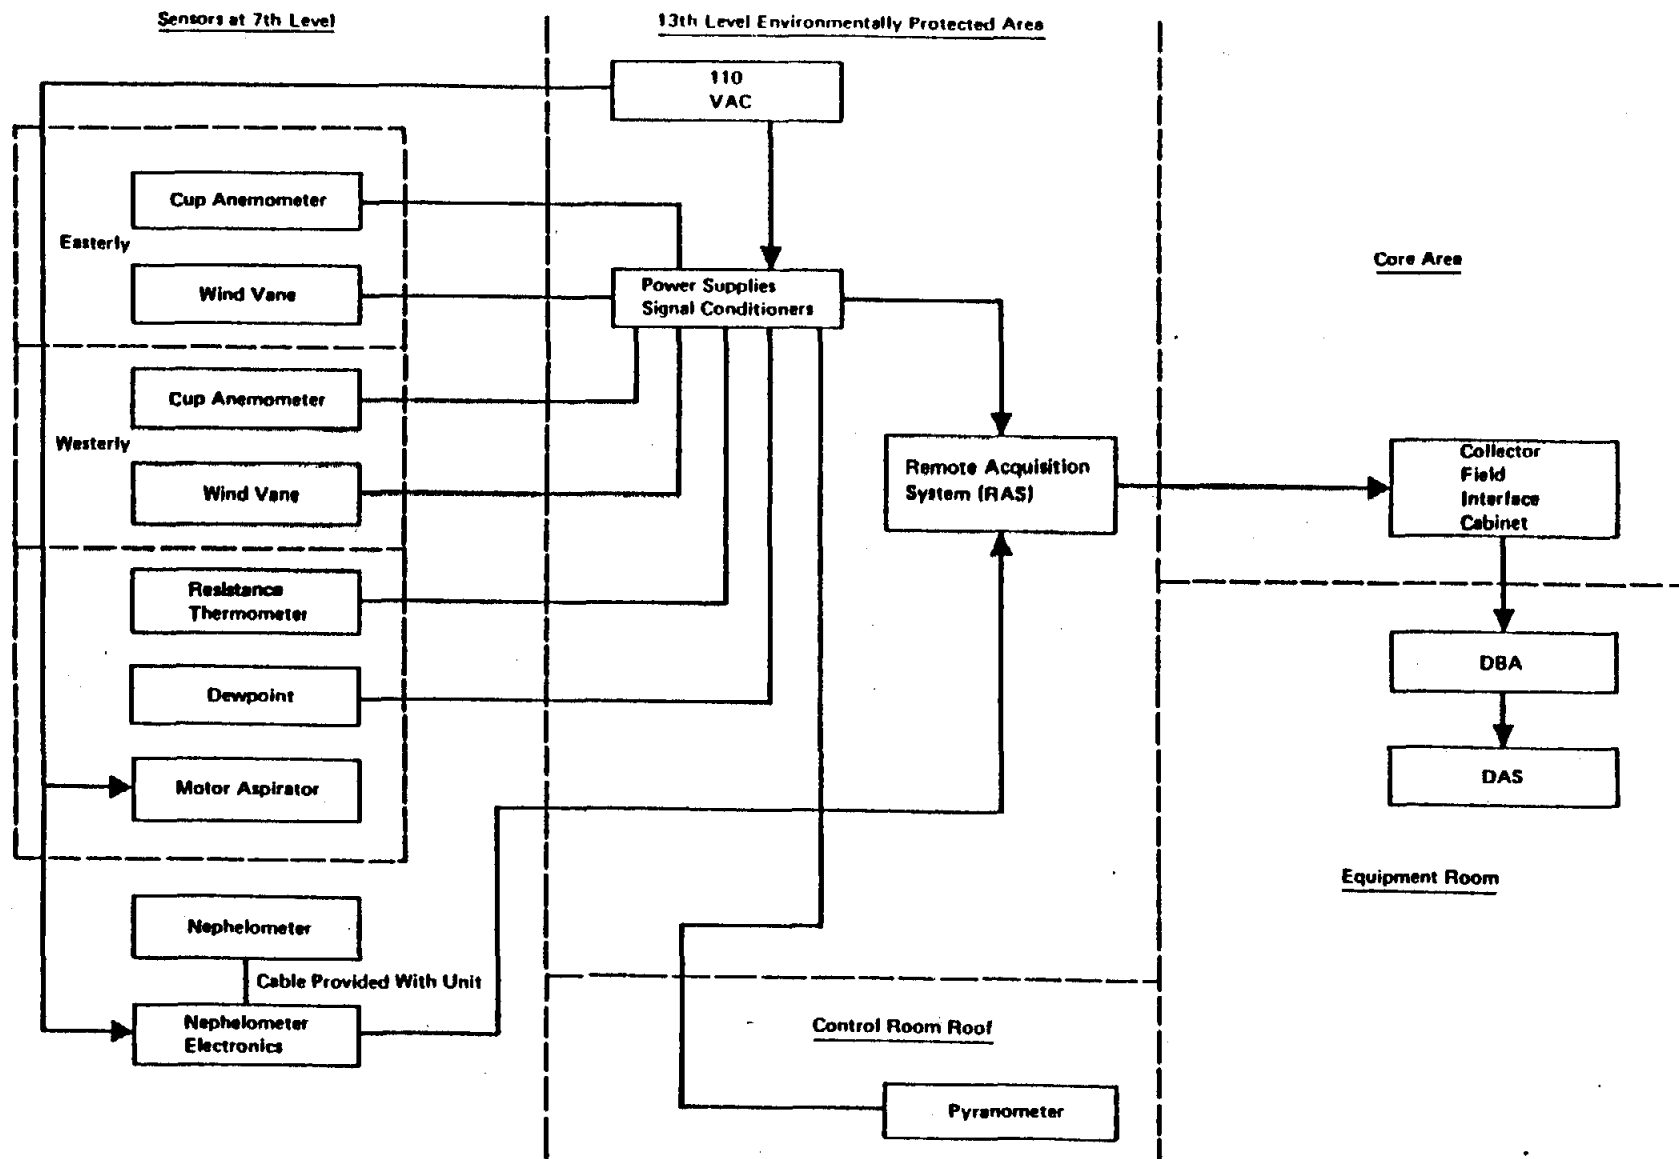 Sensors at 7th Level
13th Level Environmentally Protected Area
110
VAC
Cup Anemometer
Easterly
Wind Vane
Power Supplies
Signal Conditioners
Core Area
Cup Anemometer
Westerly
Wind Vane
Remote Acquisition
System (RAS)
Collector
Field
Interface
Cabinet
Resistance
Thermometer
Dewpoint
DBA
Motor Aspirator
DAS
Equipment Room
Nephelometer
Cable Provided With Unit
Nephelometer
Electronics
Control Room Roof
Pyranometer